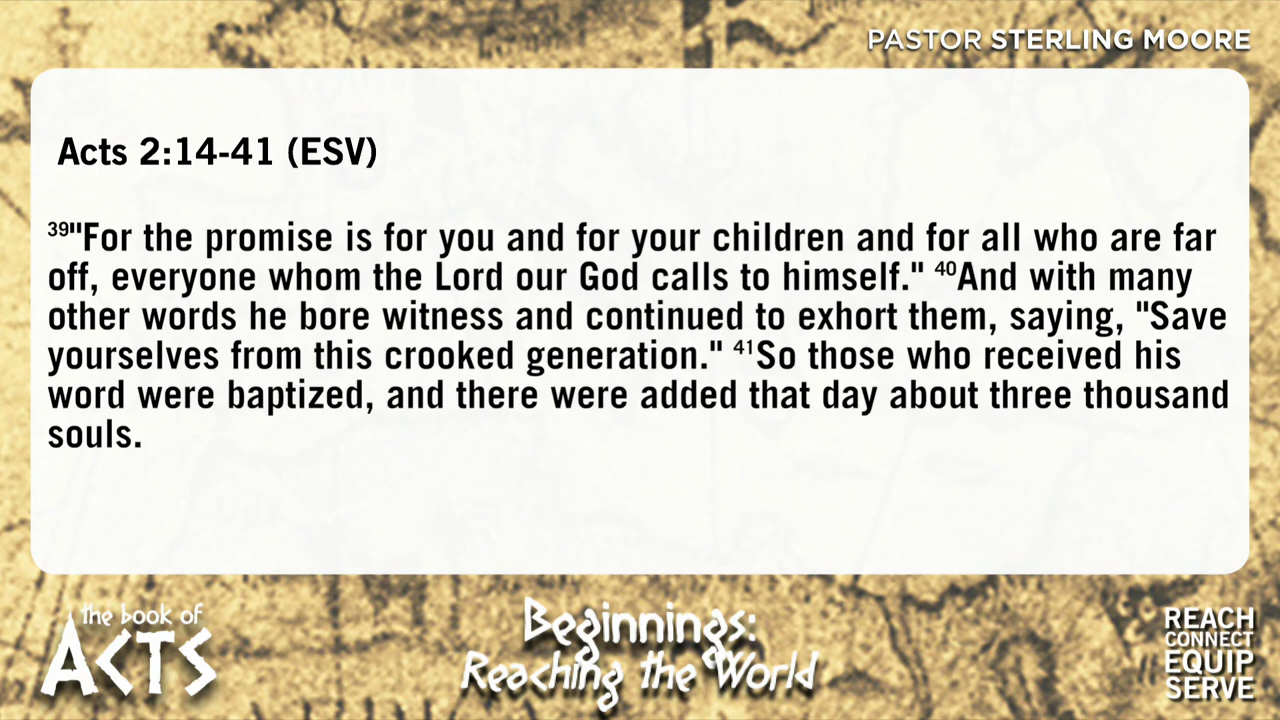 PASTOR STERLING MOORE
Acts 2:14-41 (ESV)
39"For the promise is for you and for your children and for all who are far
off, everyone whom the Lord our God calls to himself." 40And with many
other words he bore witness and continued to exhort them, saying, "Save
yourselves from this crooked generation." 41So those who received his
word were baptized, and there were added that day about three thousand
souls.
the book of
ACTS
Beginnings:
Reaching the World
REACH
CONNECT
EQUIP
SERVE